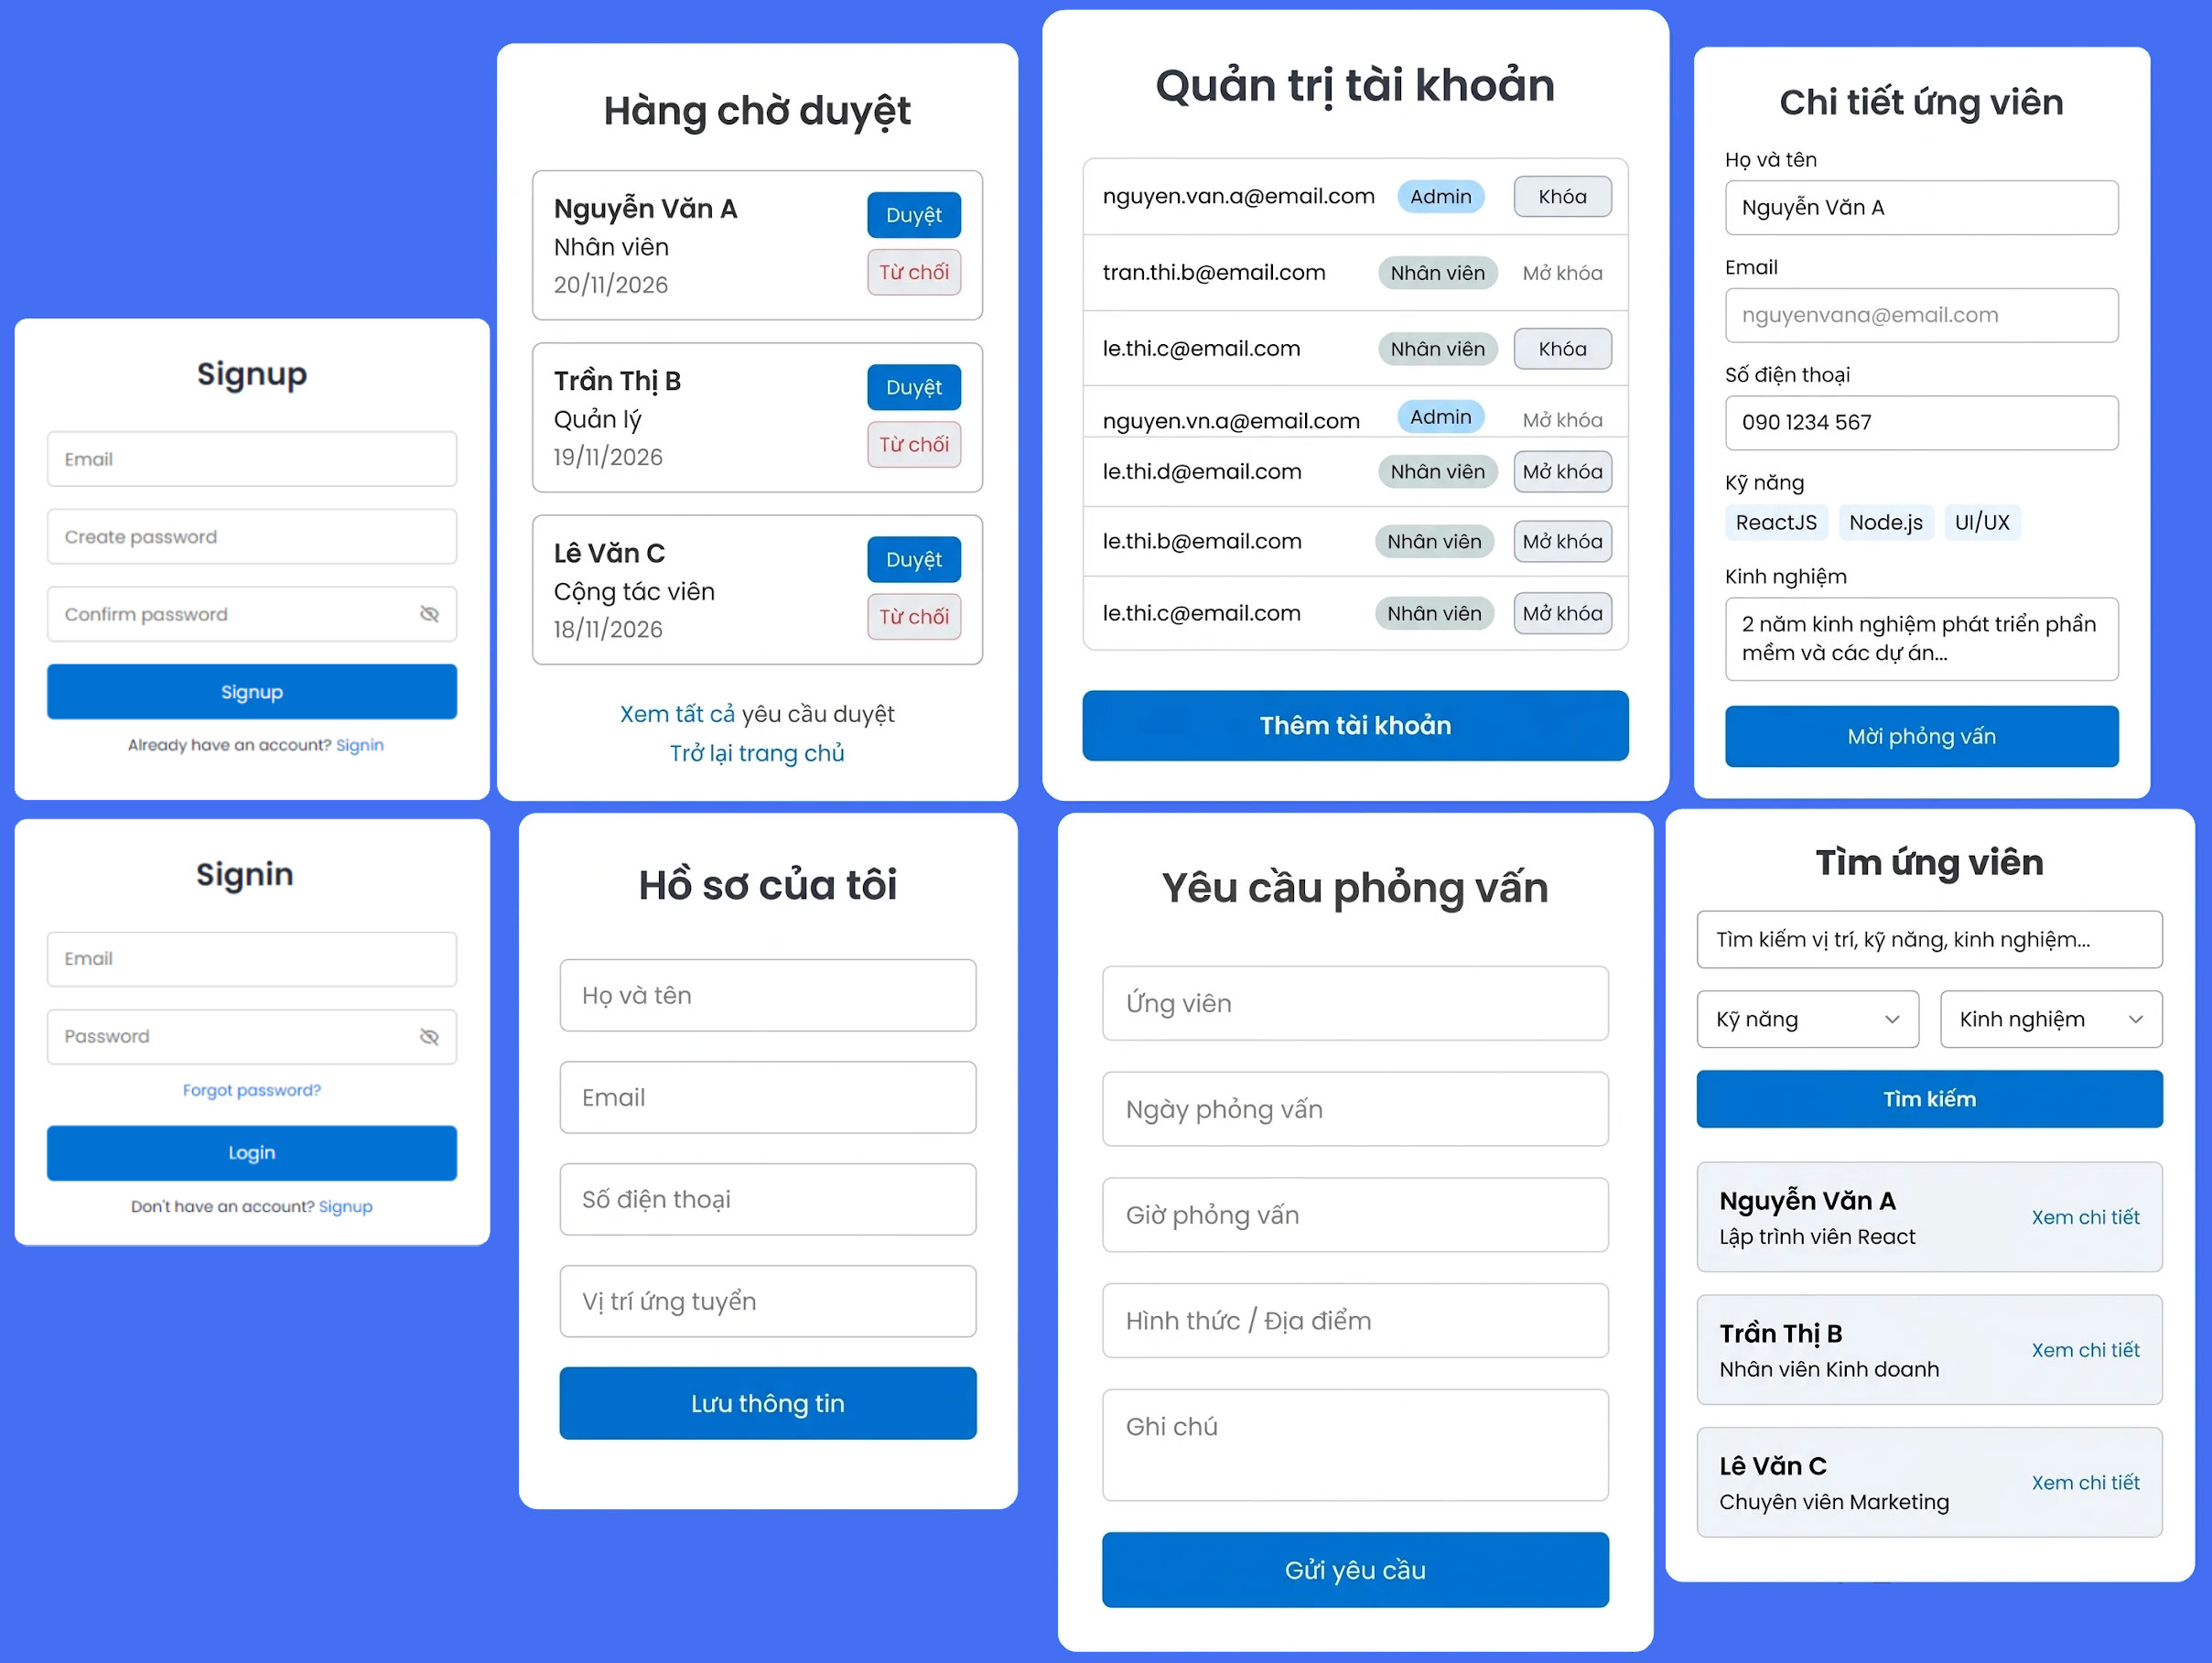 Signup
Email
Create password
Confirm password
Signup
Already have an account? Signin
Hàng chờ duyệt
Nguyễn Văn A
Nhân viên
20/11/2026
Duyệt
Từ chối
Trần Thị B
Quản lý
19/11/2026
Duyệt
Từ chối
Lê Văn C
Cộng tác viên
18/11/2026
Duyệt
Từ chối
Xem tất cả yêu cầu duyệt
Trở lại trang chủ
Quản trị tài khoản
nguyen.van.a@email.com Admin Khóa
tran.thi.b@email.com Nhân viên Mở khóa
le.thi.c@email.com Nhân viên Khóa
nguyen.vn.a@email.com Admin Mở khóa
le.thi.d@email.com Nhân viên Mở khóa
le.thi.b@email.com Nhân viên Mở khóa
le.thi.c@email.com Nhân viên Mở khóa
Thêm tài khoản
Chi tiết ứng viên
Họ và tên
Nguyễn Văn A
Email
nguyenvana@email.com
Số điện thoại
090 1234 567
Kỹ năng
ReactJS Node.js UI/UX
Kinh nghiệm
2 năm kinh nghiệm phát triển phần
mềm và các dự án...
Mời phỏng vấn
Signin
Email
Password
Forgot password?
Login
Don't have an account? Signup
Hồ sơ của tôi
Họ và tên
Email
Số điện thoại
Vị trí ứng tuyển
Lưu thông tin
Yêu cầu phỏng vấn
Ứng viên
Ngày phỏng vấn
Giờ phỏng vấn
Hình thức / Địa điểm
Ghi chú
Gửi yêu cầu
Tìm ứng viên
Tìm kiếm vị trí, kỹ năng, kinh nghiệm...
Kỹ năng Kinh nghiệm
Tìm kiếm
Nguyễn Văn A
Lập trình viên React
Xem chi tiết
Trần Thị B
Nhân viên Kinh doanh
Xem chi tiết
Lê Văn C
Chuyên viên Marketing
Xem chi tiết